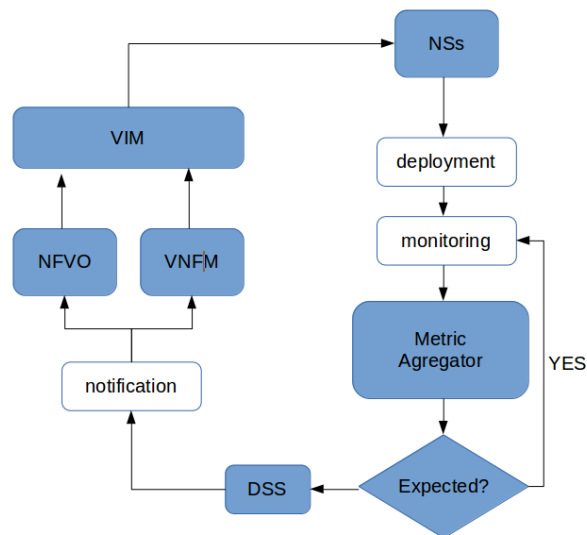 NSs
VIM
deployment
NFVO
VNFM
monitoring
Metric
Agregator
YES
notification
Expected?
DSS